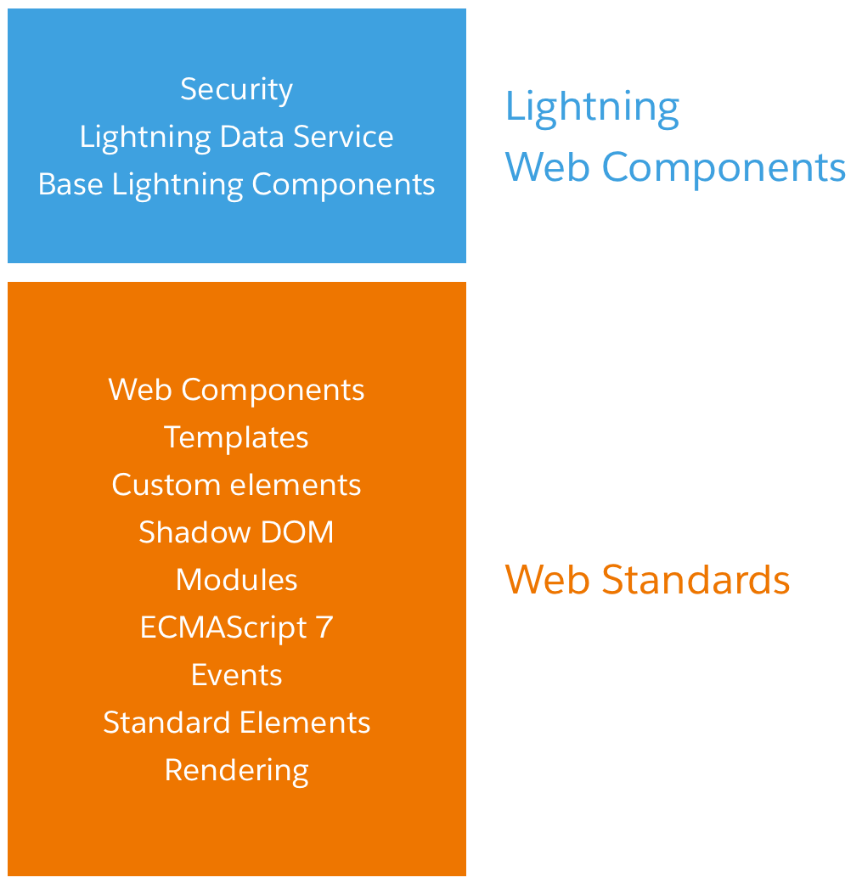 Security
Lightning Data Service
Base Lightning Components
Lightning
Web Components
Web Components
Templates
Custom elements
Shadow DOM
Modules
ECMAScript 7
Events
Standard Elements
Rendering
Web Standards